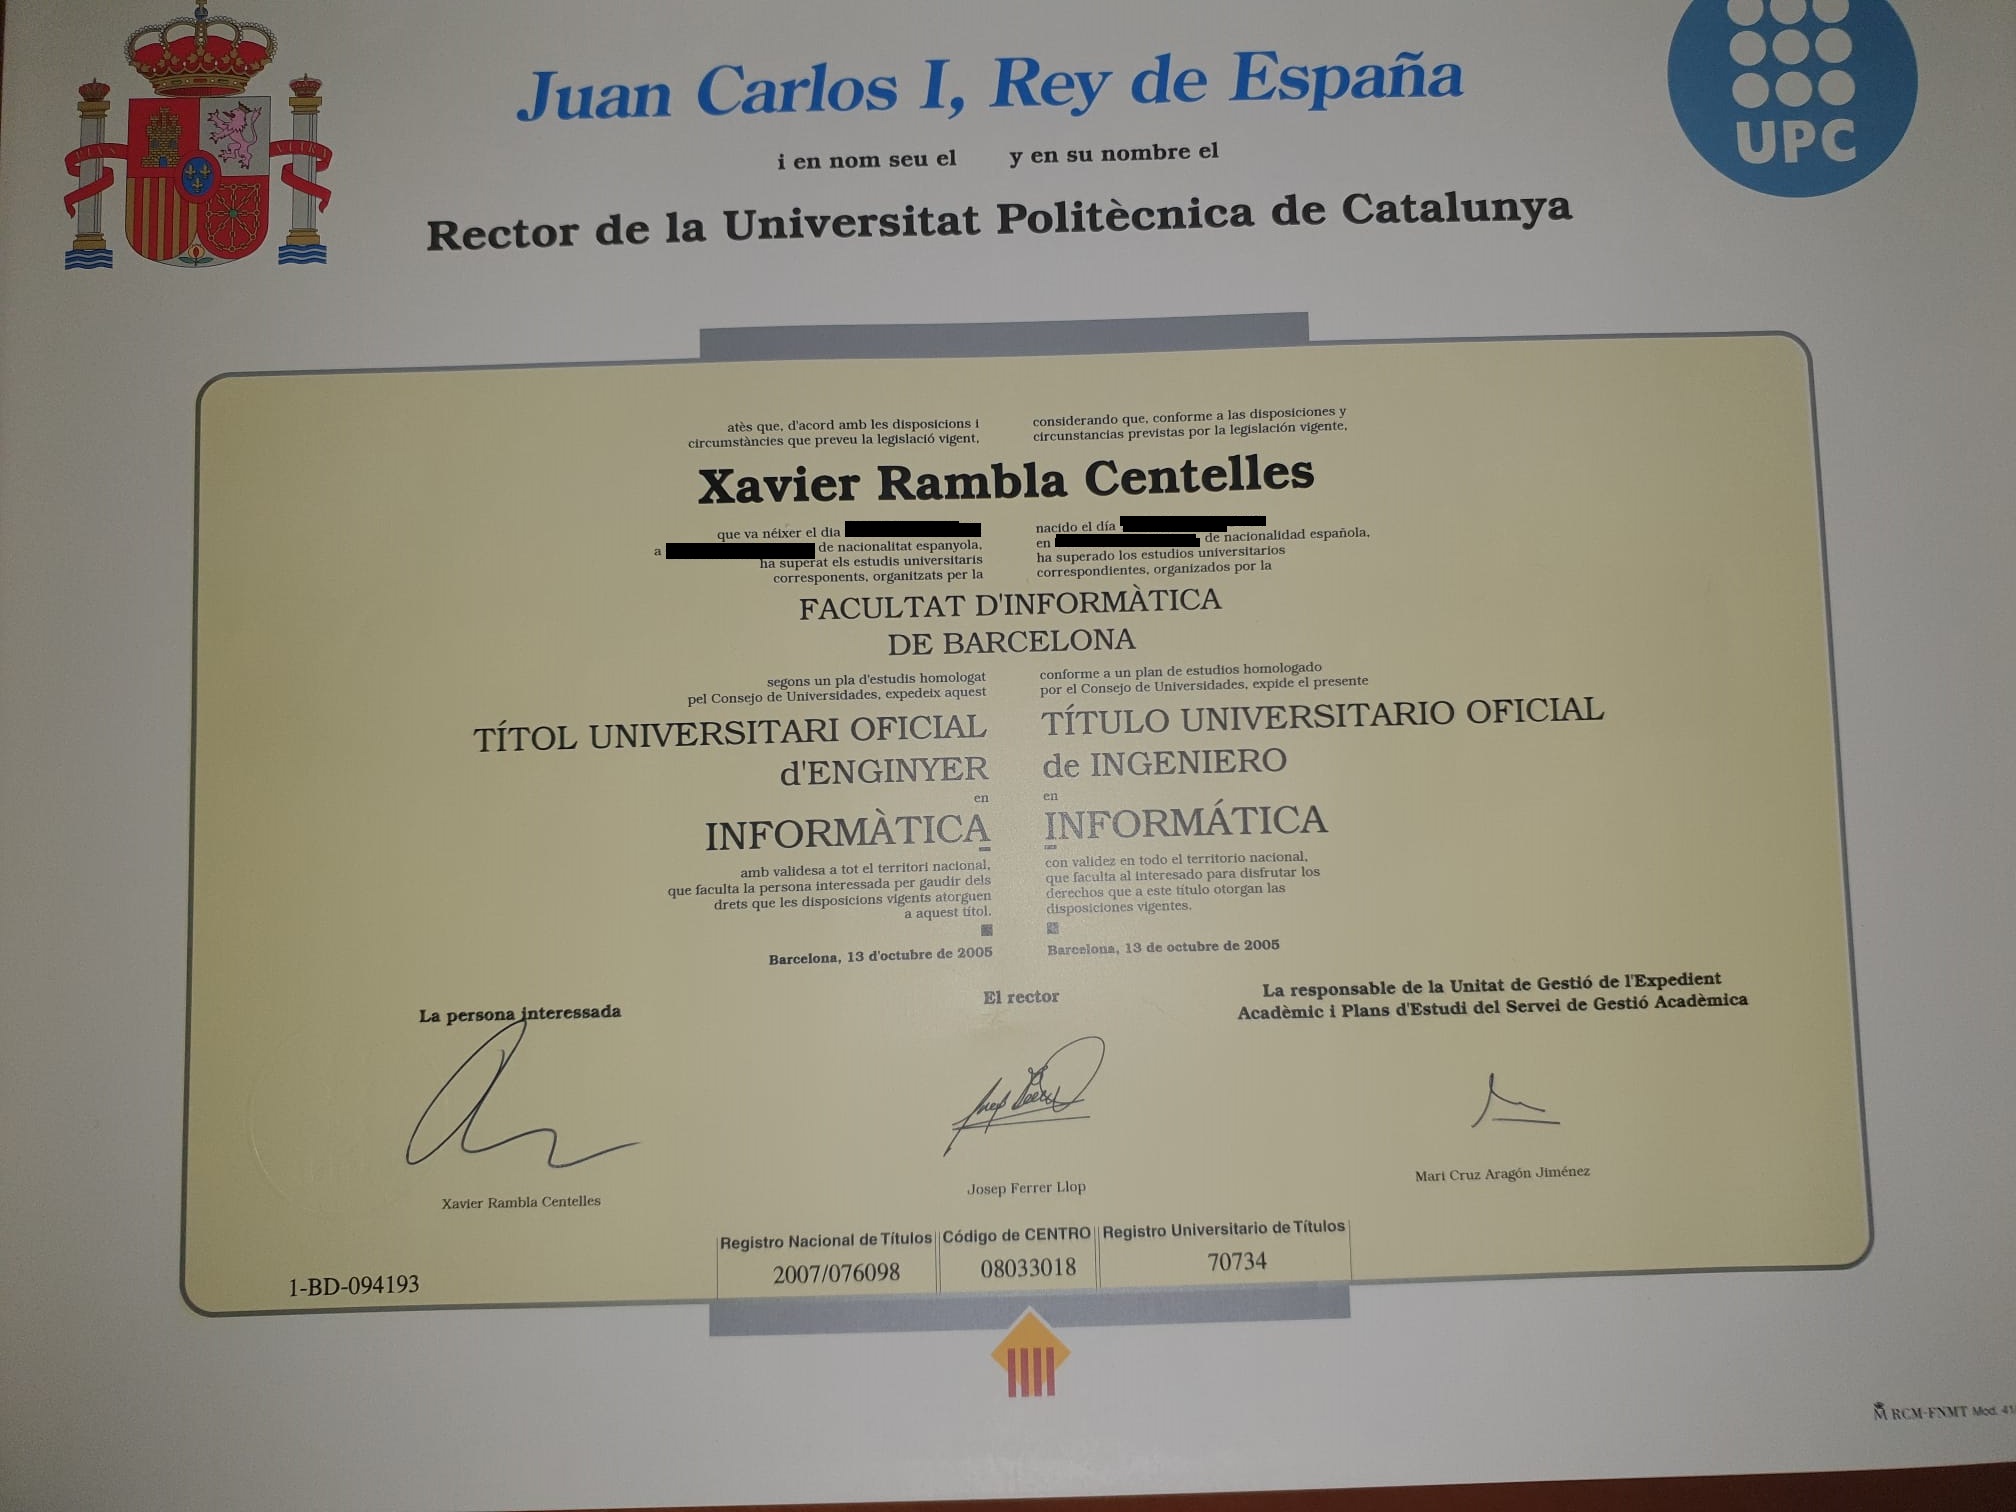 Juan Carlos I, Rey de España
UPC
i en nom seu el
y en su nombre el
Rector de la Universitat Politècnica de Catalunya
PLVS
VLTRA
atès que, d'acord amb les disposicions i
circumstàncies que preveu la legislació vigent,
considerando que, conforme a las disposiciones y
circunstancias previstas por la legislación vigente,
Xavier Rambla Centelles
que va néixer el dia
a de nacionalitat espanyola,
ha superat els estudis universitaris
corresponents, organitzats per la
nacido el día
en de nacionalidad española,
ha superado los estudios universitarios
correspondientes, organizados por la
FACULTAT D'INFORMÀTICA
DE BARCELONA
segons un pla d'estudis homologat
pel Consejo de Universidades, expedeix aquest
conforme a un plan de estudios homologado
por el Consejo de Universidades, expide el presente
TÍTOL UNIVERSITARI OFICIAL
d'ENGINYER
en
INFORMÀTICA
TÍTULO UNIVERSITARIO OFICIAL
de INGENIERO
en
INFORMÁTICA
amb validesa a tot el territori nacional,
que faculta la persona interessada per gaudir dels
drets que les disposicions vigents atorguen
a aquest títol.
con validez en todo el territorio nacional,
que faculta al interesado para disfrutar los
derechos que a este título otorgan las
disposiciones vigentes.
Barcelona, 13 d'octubre de 2005
Barcelona, 13 de octubre de 2005
La persona interessada
El rector
La responsable de la Unitat de Gestió de l'Expedient
Acadèmic i Plans d'Estudi del Servei de Gestió Acadèmica
Xavier Rambla Centelles
Josep Ferrer Llop
Mari Cruz Aragón Jiménez
Registro Nacional de Títulos
2007/076098
Código de CENTRO
08033018
Registro Universitario de Títulos
70734
1-BD-094193
RCM-FNMT Mod. 41